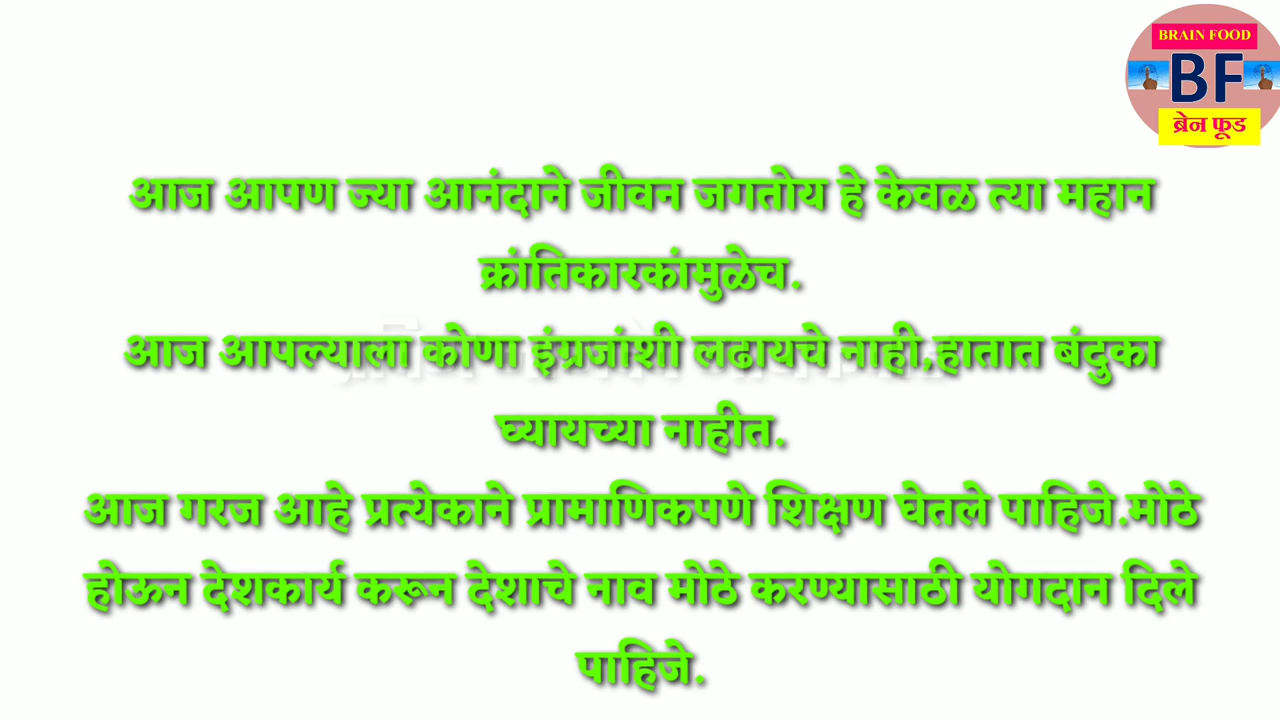 BRAIN FOOD
BF
ब्रेन फूड
आज आपण ज्या आनंदाने जीवन जगतोय हे केवळ त्या महान
क्रांतिकारकांमुळेच.
आज आपल्याला कोणा इंग्रजांशी लढायचे नाही.हातात बंदुका
घ्यायच्या नाहीत.
आज गरज आहे प्रत्येकाने प्रामाणिकपणे शिक्षण घेतले पाहिजे.मोठे
होऊन देशकार्य करून देशाचे नाव मोठे करण्यासाठी योगदान दिले
पाहिजे.